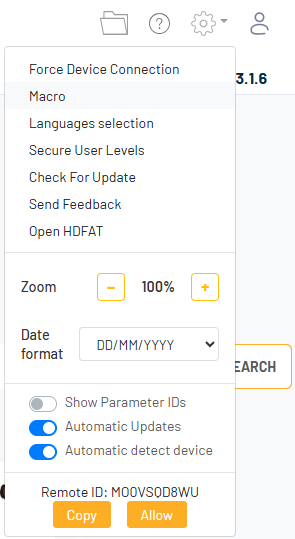 Force Device Connection
3.1.6
Macro
Languages selection
Secure User Levels
Check For Update
Send Feedback
Open HDFAT
Zoom
-
100%
+
Date
format
DD/MM/YYYY
EARCH
Show Parameter IDs
Automatic Updates
Automatic detect device
Remote ID: MO0VSQD8WU
Copy
Allow